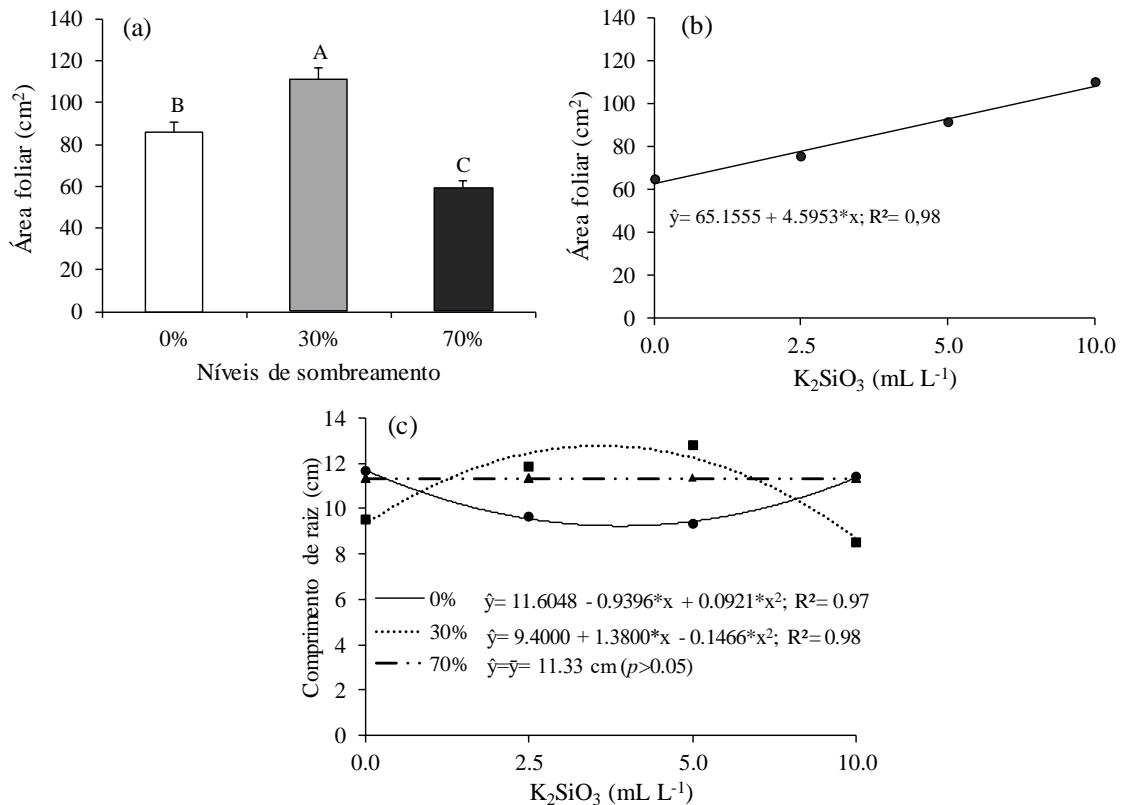 (a)
140
120
100
80
60
40
20
0
Área foliar (cm²)
B
A
C
0% 30% 70%
Níveis de sombreamento
(b)
140
120
100
80
60
40
20
0
Área foliar (cm²)
ŷ= 65.1555 + 4.5953*x; R²= 0,98
0.0 2.5 5.0 10.0
K₂SiO₃ (mL L⁻¹)
(c)
14
12
10
8
6
4
2
0
Comprimento de raiz (cm)
0% ŷ= 11.6048 - 0.9396*x + 0.0921*x²; R²= 0.97
30% ŷ= 9.4000 + 1.3800*x - 0.1466*x²; R²= 0.98
70% ŷ=ȳ= 11.33 cm (p>0.05)
0.0 2.5 5.0 10.0
K₂SiO₃ (mL L⁻¹)